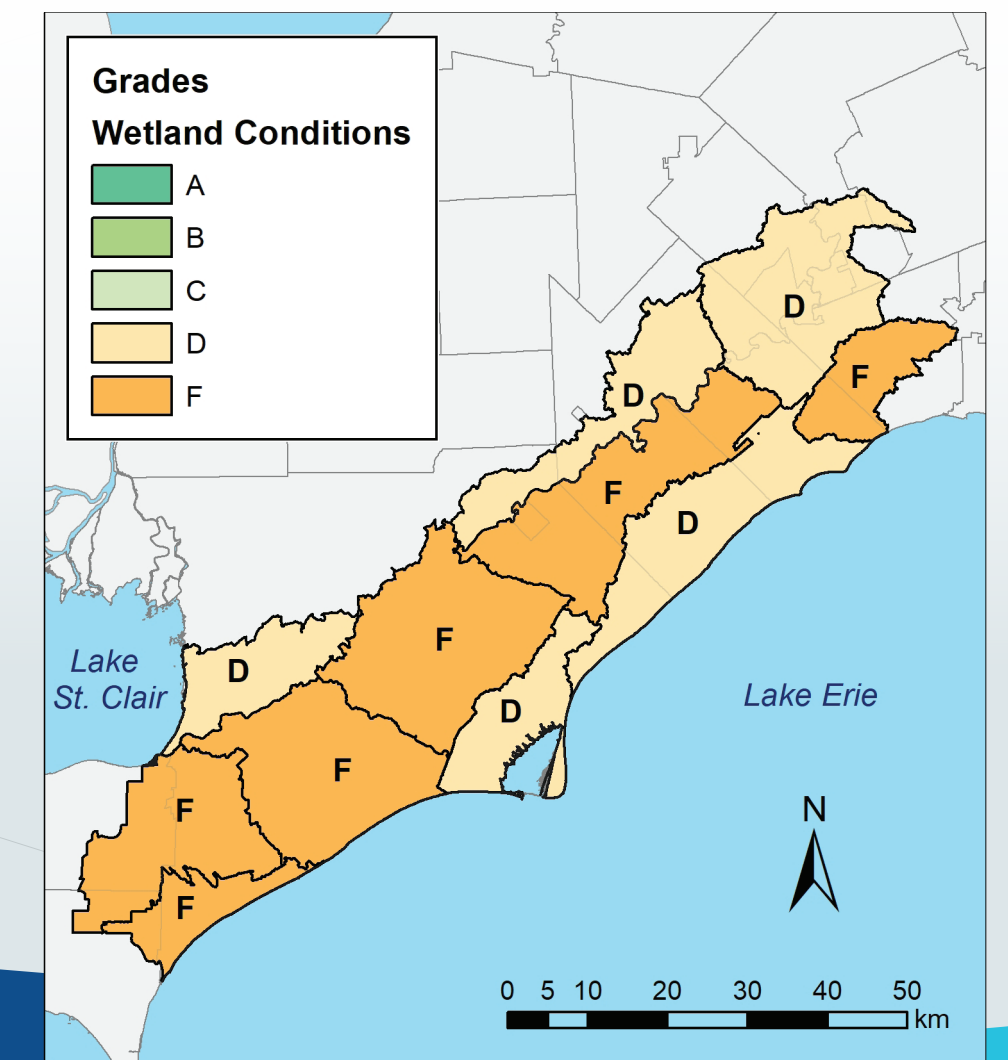 Grades
Wetland Conditions
A
B
C
D
F
D
F
D
F
D
F
D
D
F
F
F
Lake
St. Clair
Lake Erie
N
0 5 10 20 30 40 50
km